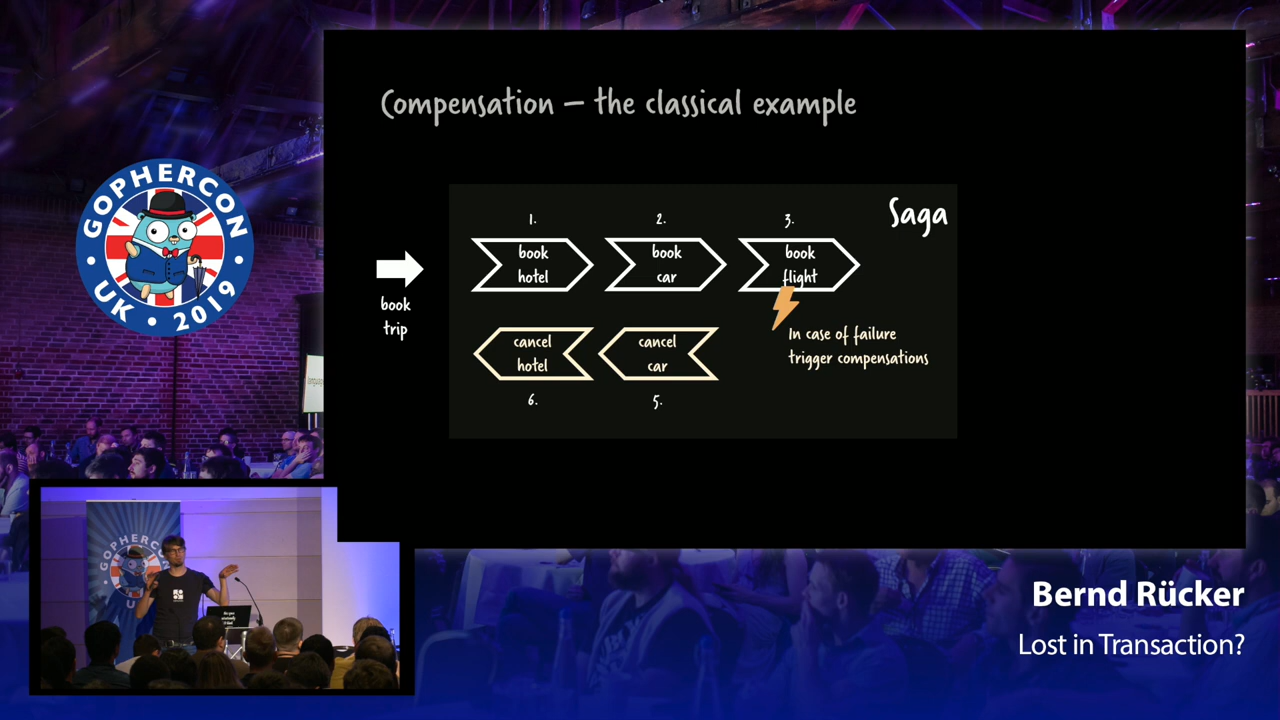 Compensation – the classical example
Saga
1.
2.
3.
book
hotel
book
car
book
flight
book
trip
In case of failure
trigger compensations
cancel
hotel
cancel
car
6.
5.
GOPHERCON
UK • 2019
GOPHERCON
Bernd Rücker
Lost in Transaction?